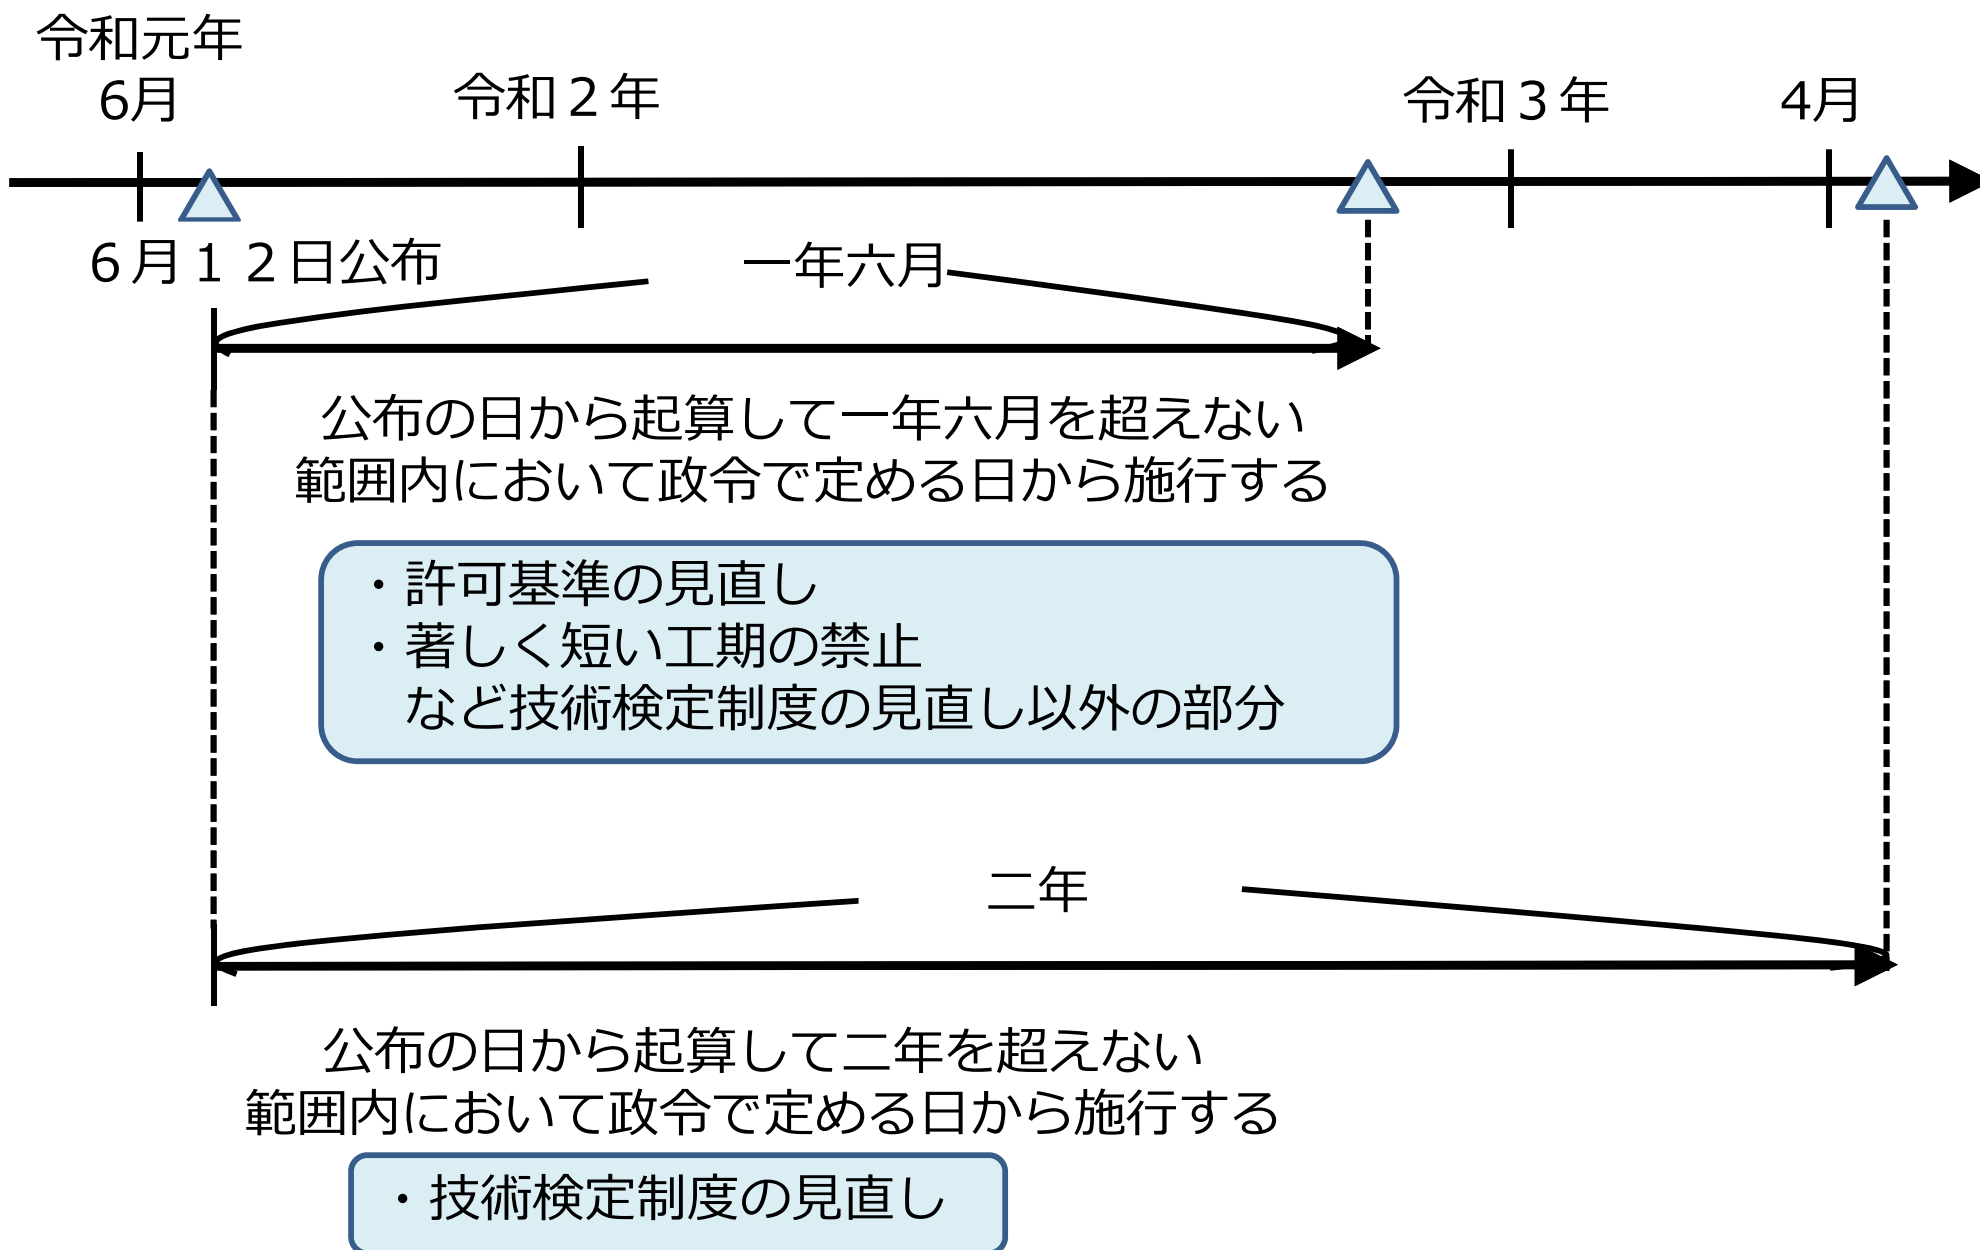 令和元年
6月
令和２年
令和３年
4月
６月１２日公布
一年六月
公布の日から起算して一年六月を超えない
範囲内において政令で定める日から施行する
・許可基準の見直し
・著しく短い工期の禁止
など技術検定制度の見直し以外の部分
二年
公布の日から起算して二年を超えない
範囲内において政令で定める日から施行する
・技術検定制度の見直し